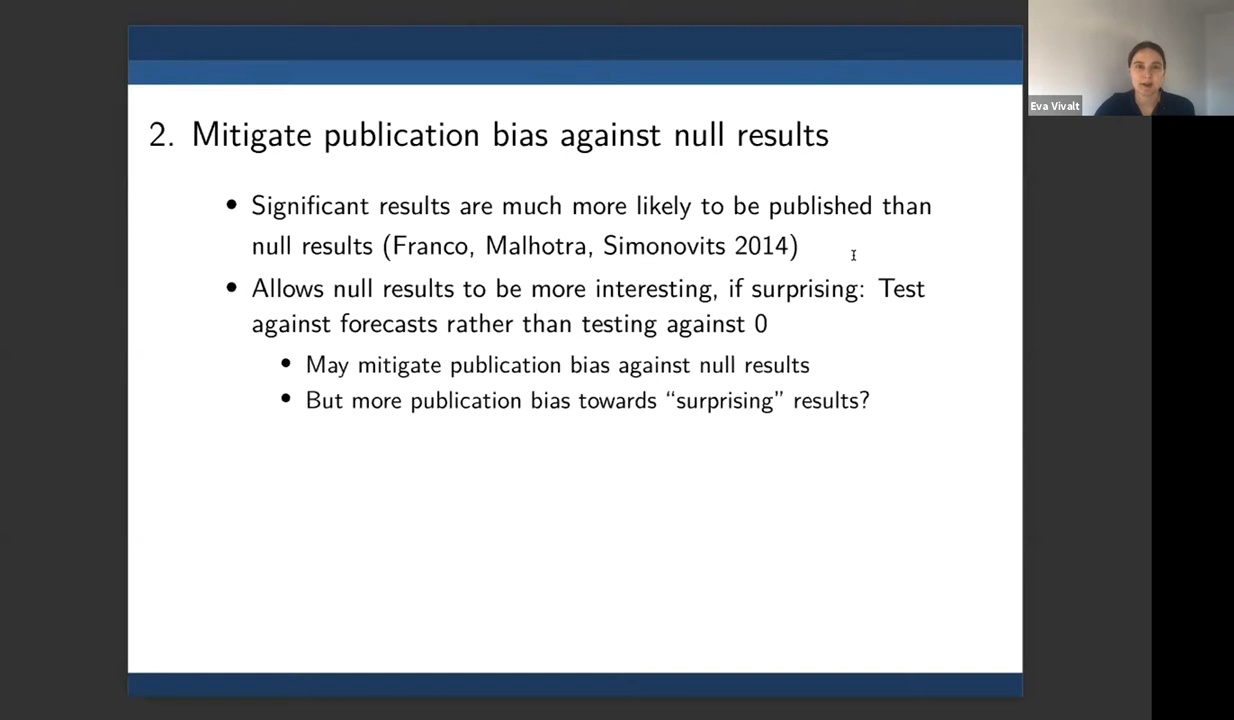 2. Mitigate publication bias against null results
• Significant results are much more likely to be published than
null results (Franco, Malhotra, Simonovits 2014)
• Allows null results to be more interesting, if surprising: Test
against forecasts rather than testing against 0
• May mitigate publication bias against null results
• But more publication bias towards “surprising” results?
Eva Vivalt